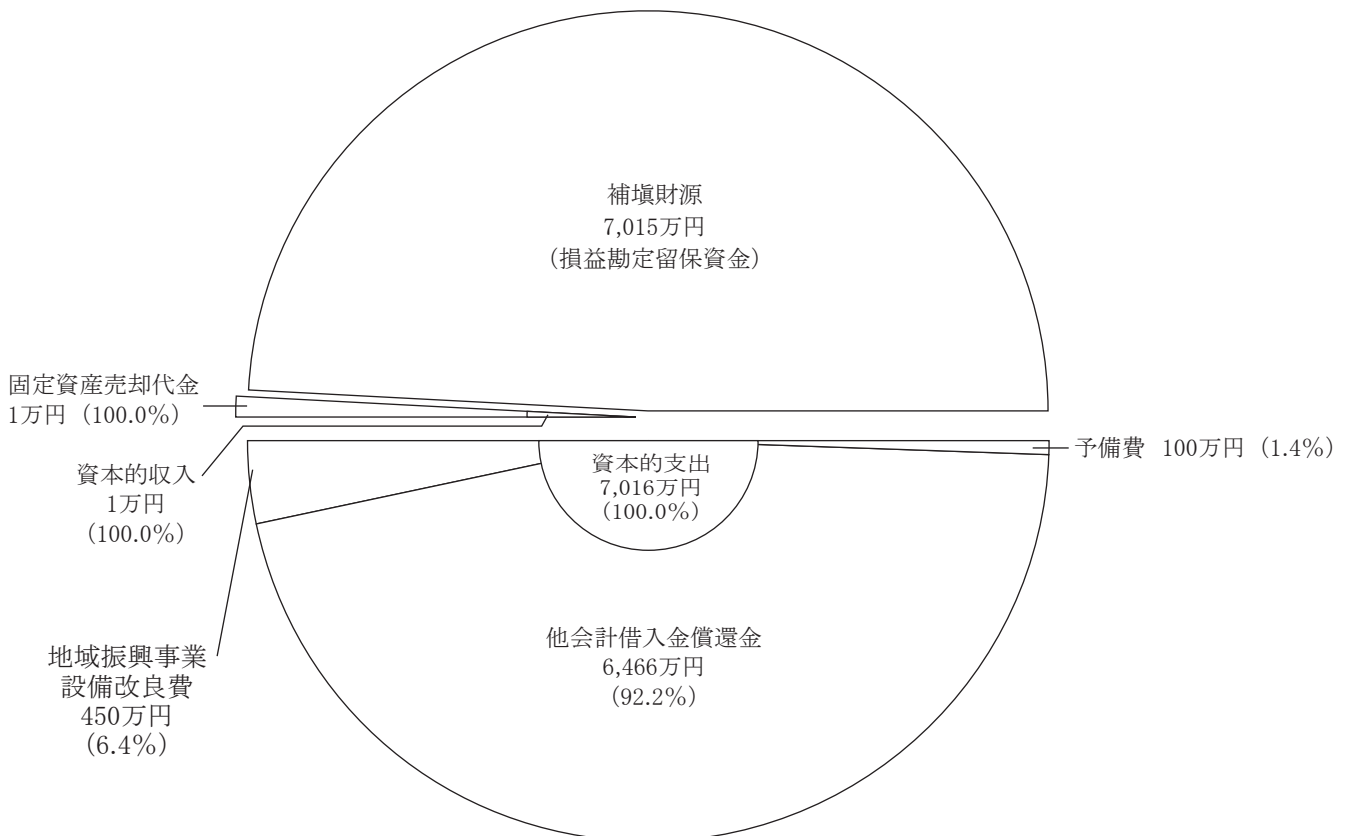 補塡財源
7,015万円
（損益勘定留保資金）
固定資産売却代金
1万円（100.0％）
資本的収入
1万円
（100.0％）
資本的支出
7,016万円
（100.0％）
予備費 100万円（1.4％）
他会計借入金償還金
6,466万円
（92.2％）
地域振興事業
設備改良費
450万円
（6.4％）